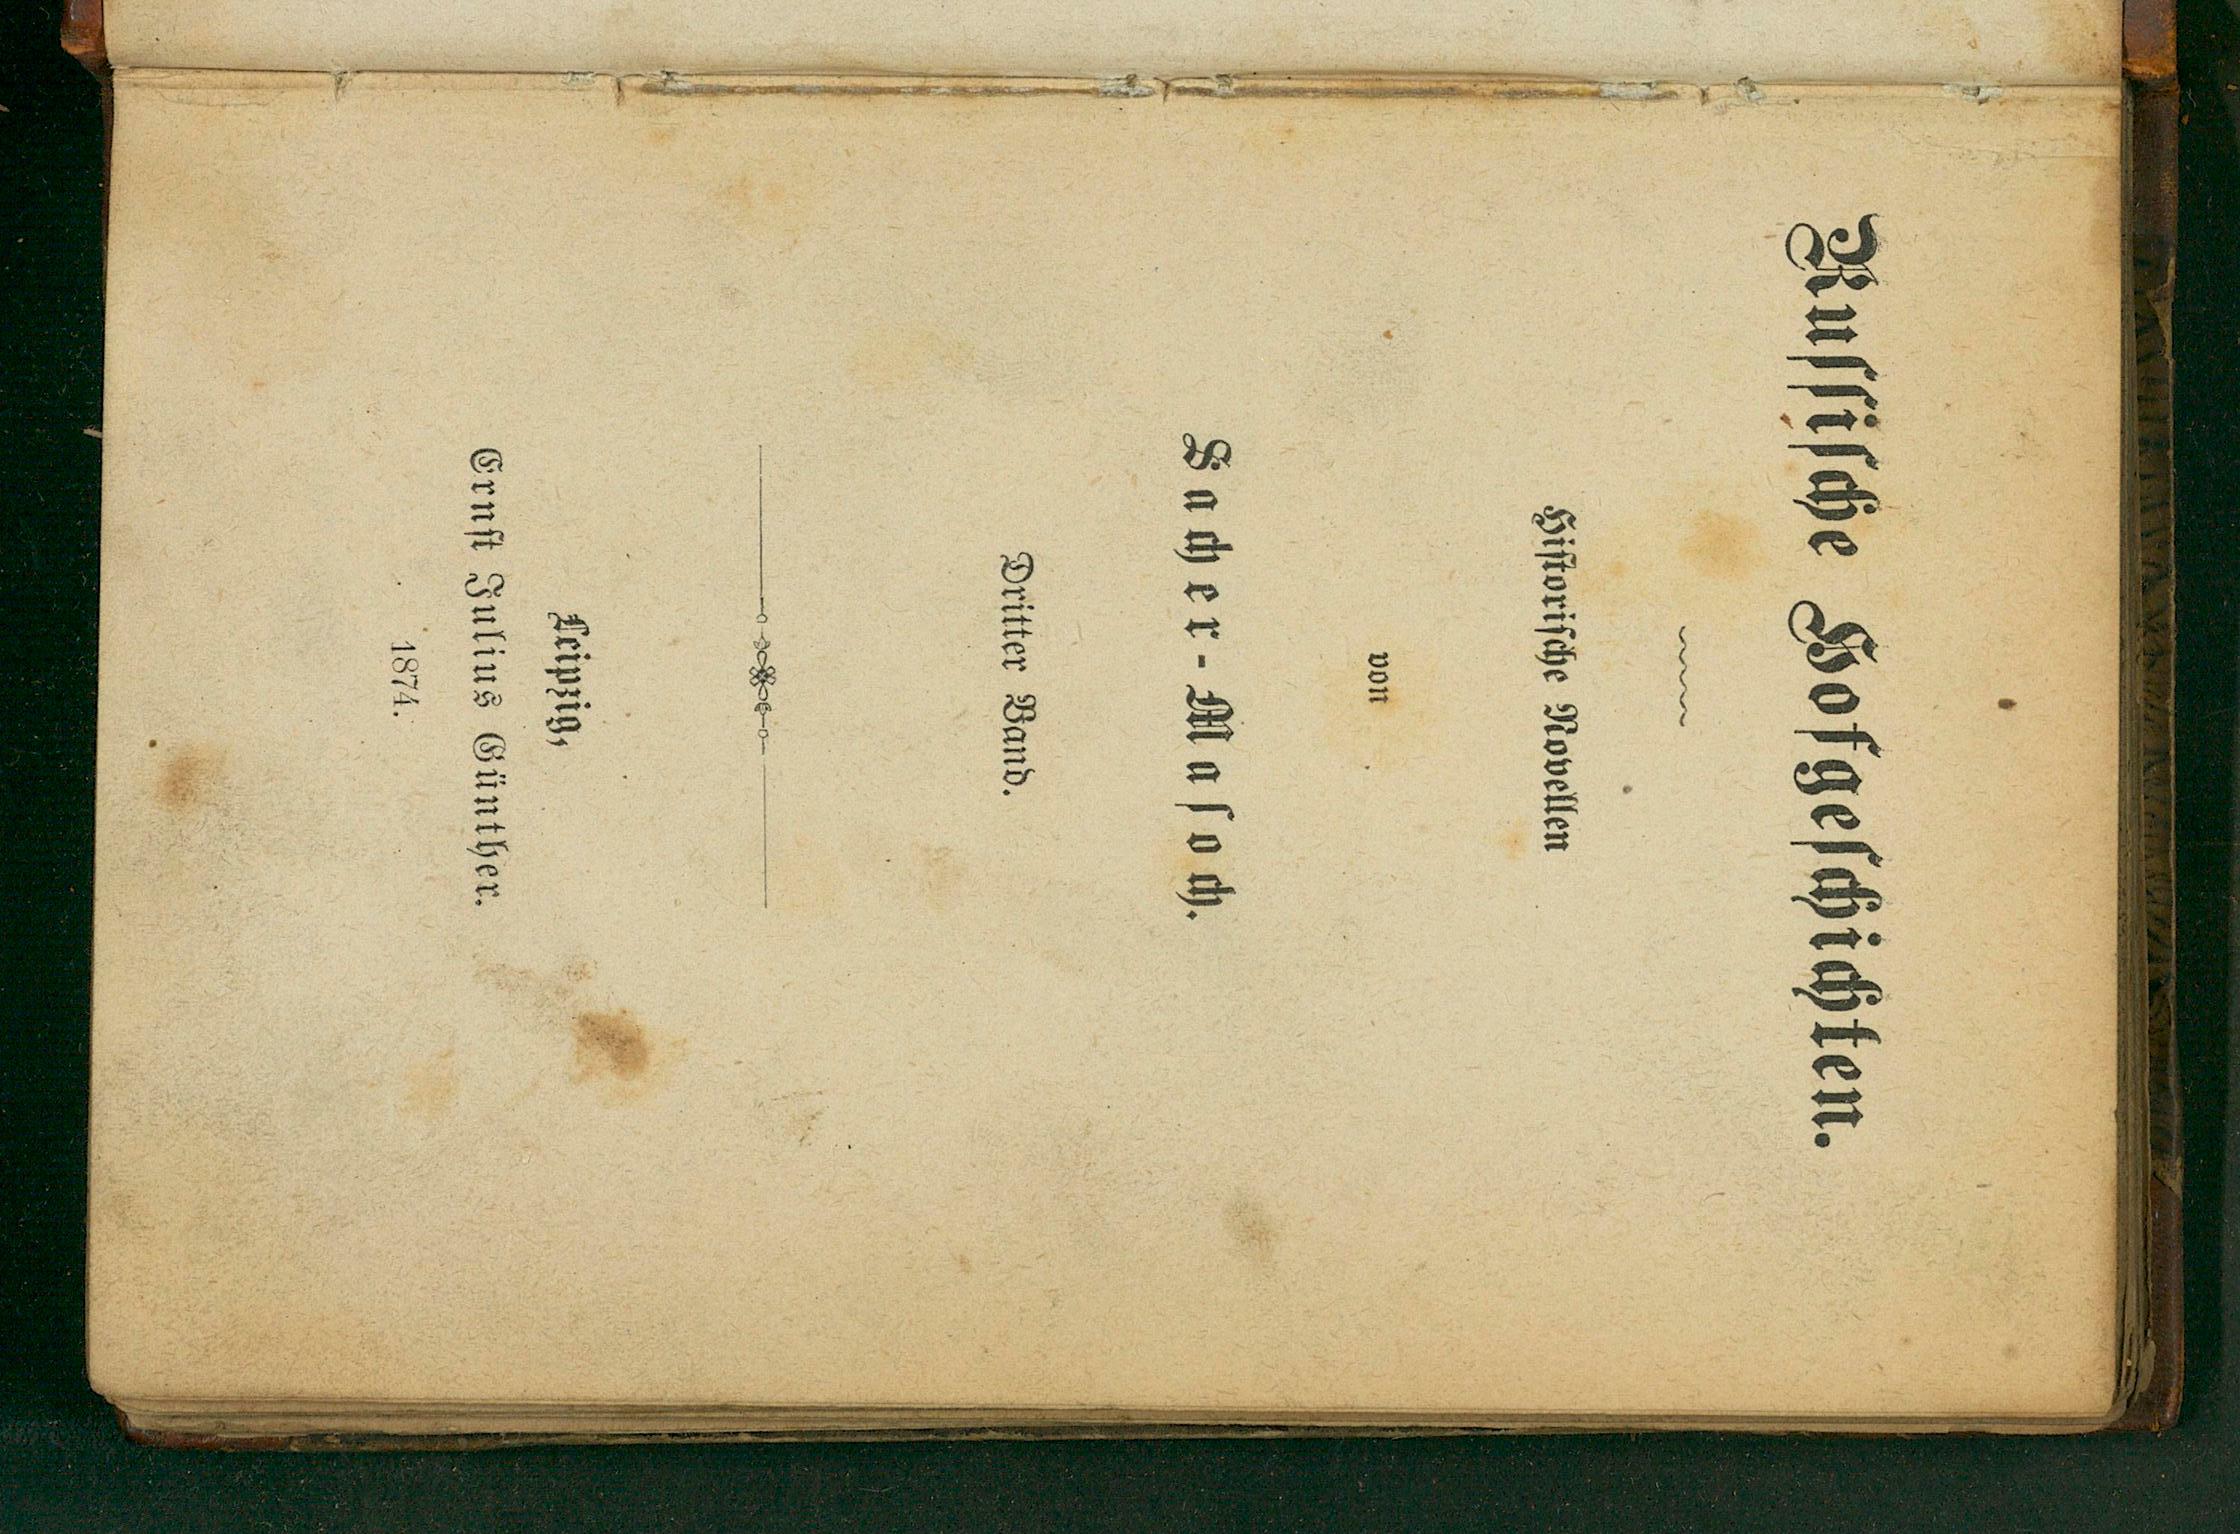 Ruſſiſche Hofgeſchichten.
Hiſtoriſche Novellen
von
Sacher-Maſoch.
Dritter Band.
Leipzig,
Ernſt Julius Günther.
1874.